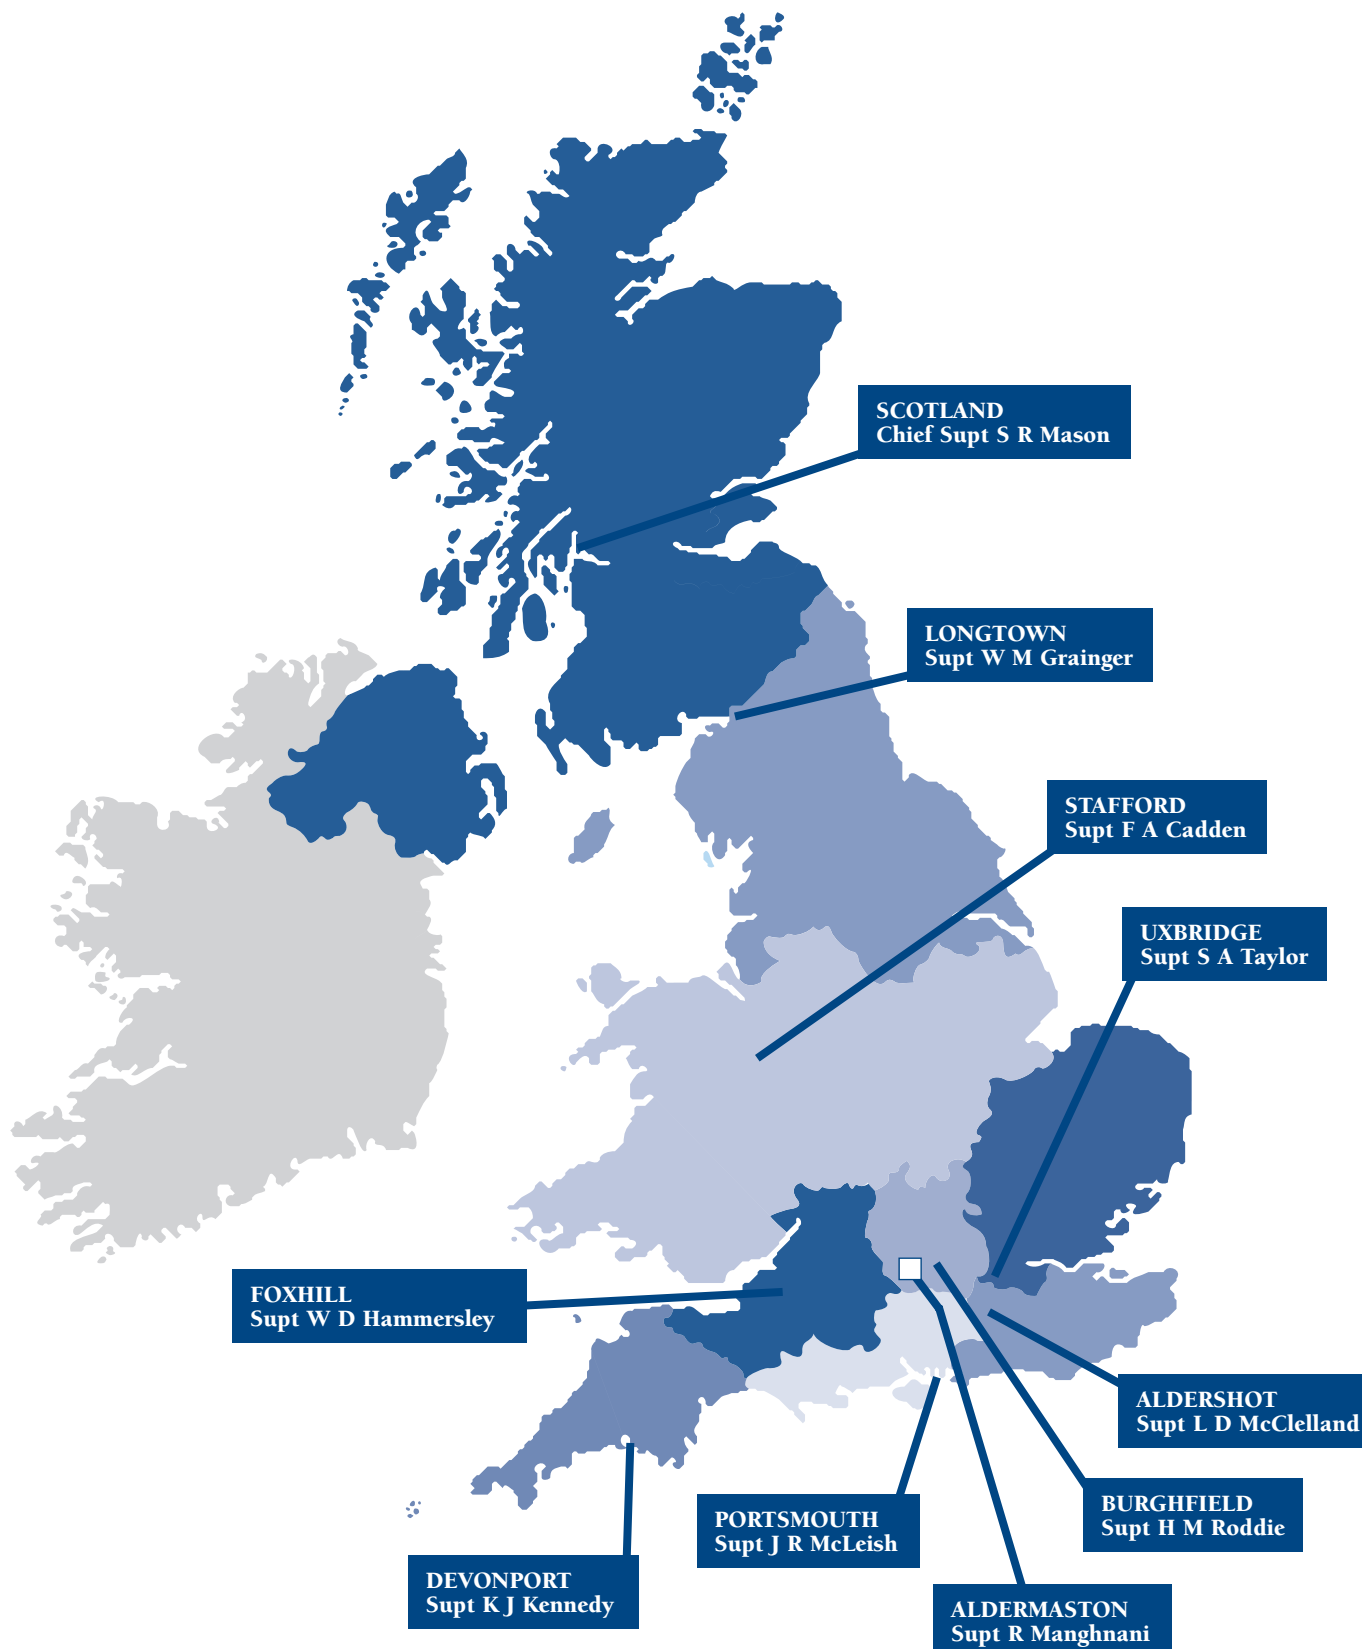 SCOTLAND
Chief Supt S R Mason
LONGTOWN
Supt W M Grainger
STAFFORD
Supt F A Cadden
UXBRIDGE
Supt S A Taylor
FOXHILL
Supt W D Hammersley
ALDERSHOT
Supt L D McClelland
BURGHFIELD
Supt H M Roddie
PORTSMOUTH
Supt J R McLeish
DEVONPORT
Supt K J Kennedy
ALDERMASTON
Supt R Manghnani